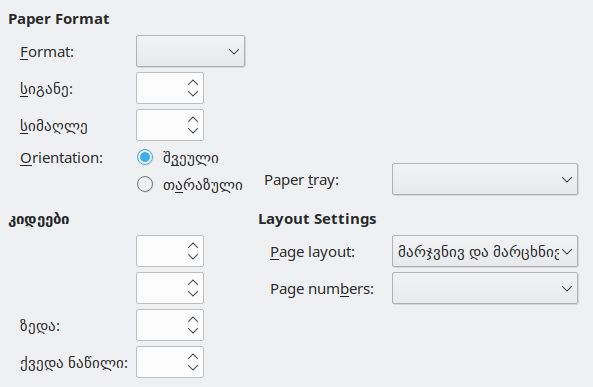 Paper Format
Format:
სიგანე:
სიმაღლე
Orientation:
შვეული
თარაზული
Paper tray:
კიდეები
Layout Settings
Page layout:
მარჯვნივ და მარცხნივ
Page numbers:
ზედა:
ქვედა ნაწილი: